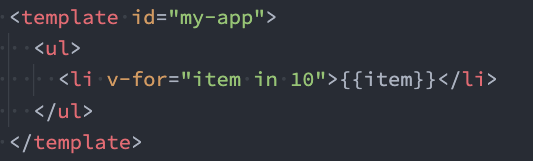 <template id="my-app">
<ul>
<li v-for="item in 10">{{item}}</li>
</ul>
</template>